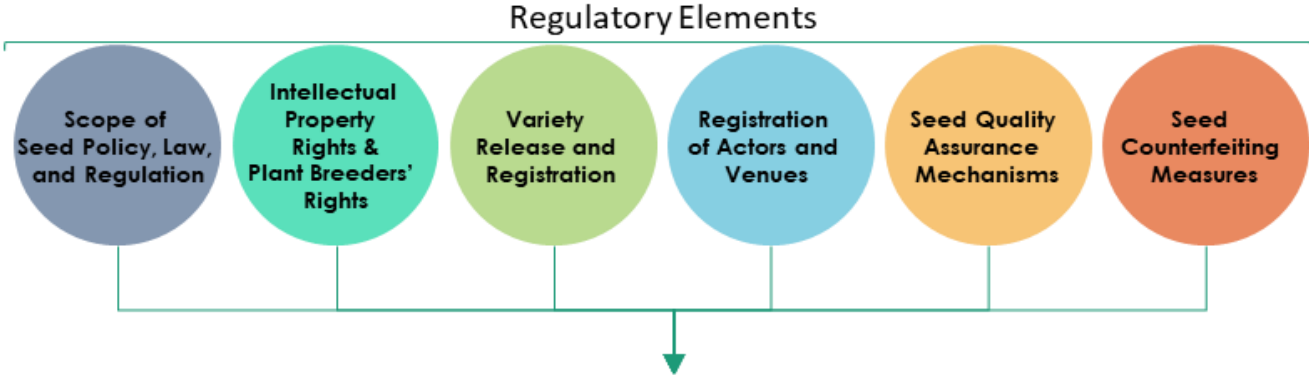 Regulatory Elements
Scope of
Seed Policy, Law,
and Regulation
Intellectual
Property
Rights &
Plant Breeders’
Rights
Variety
Release and
Registration
Registration
of Actors and
Venues
Seed Quality
Assurance
Mechanisms
Seed
Counterfeiting
Measures